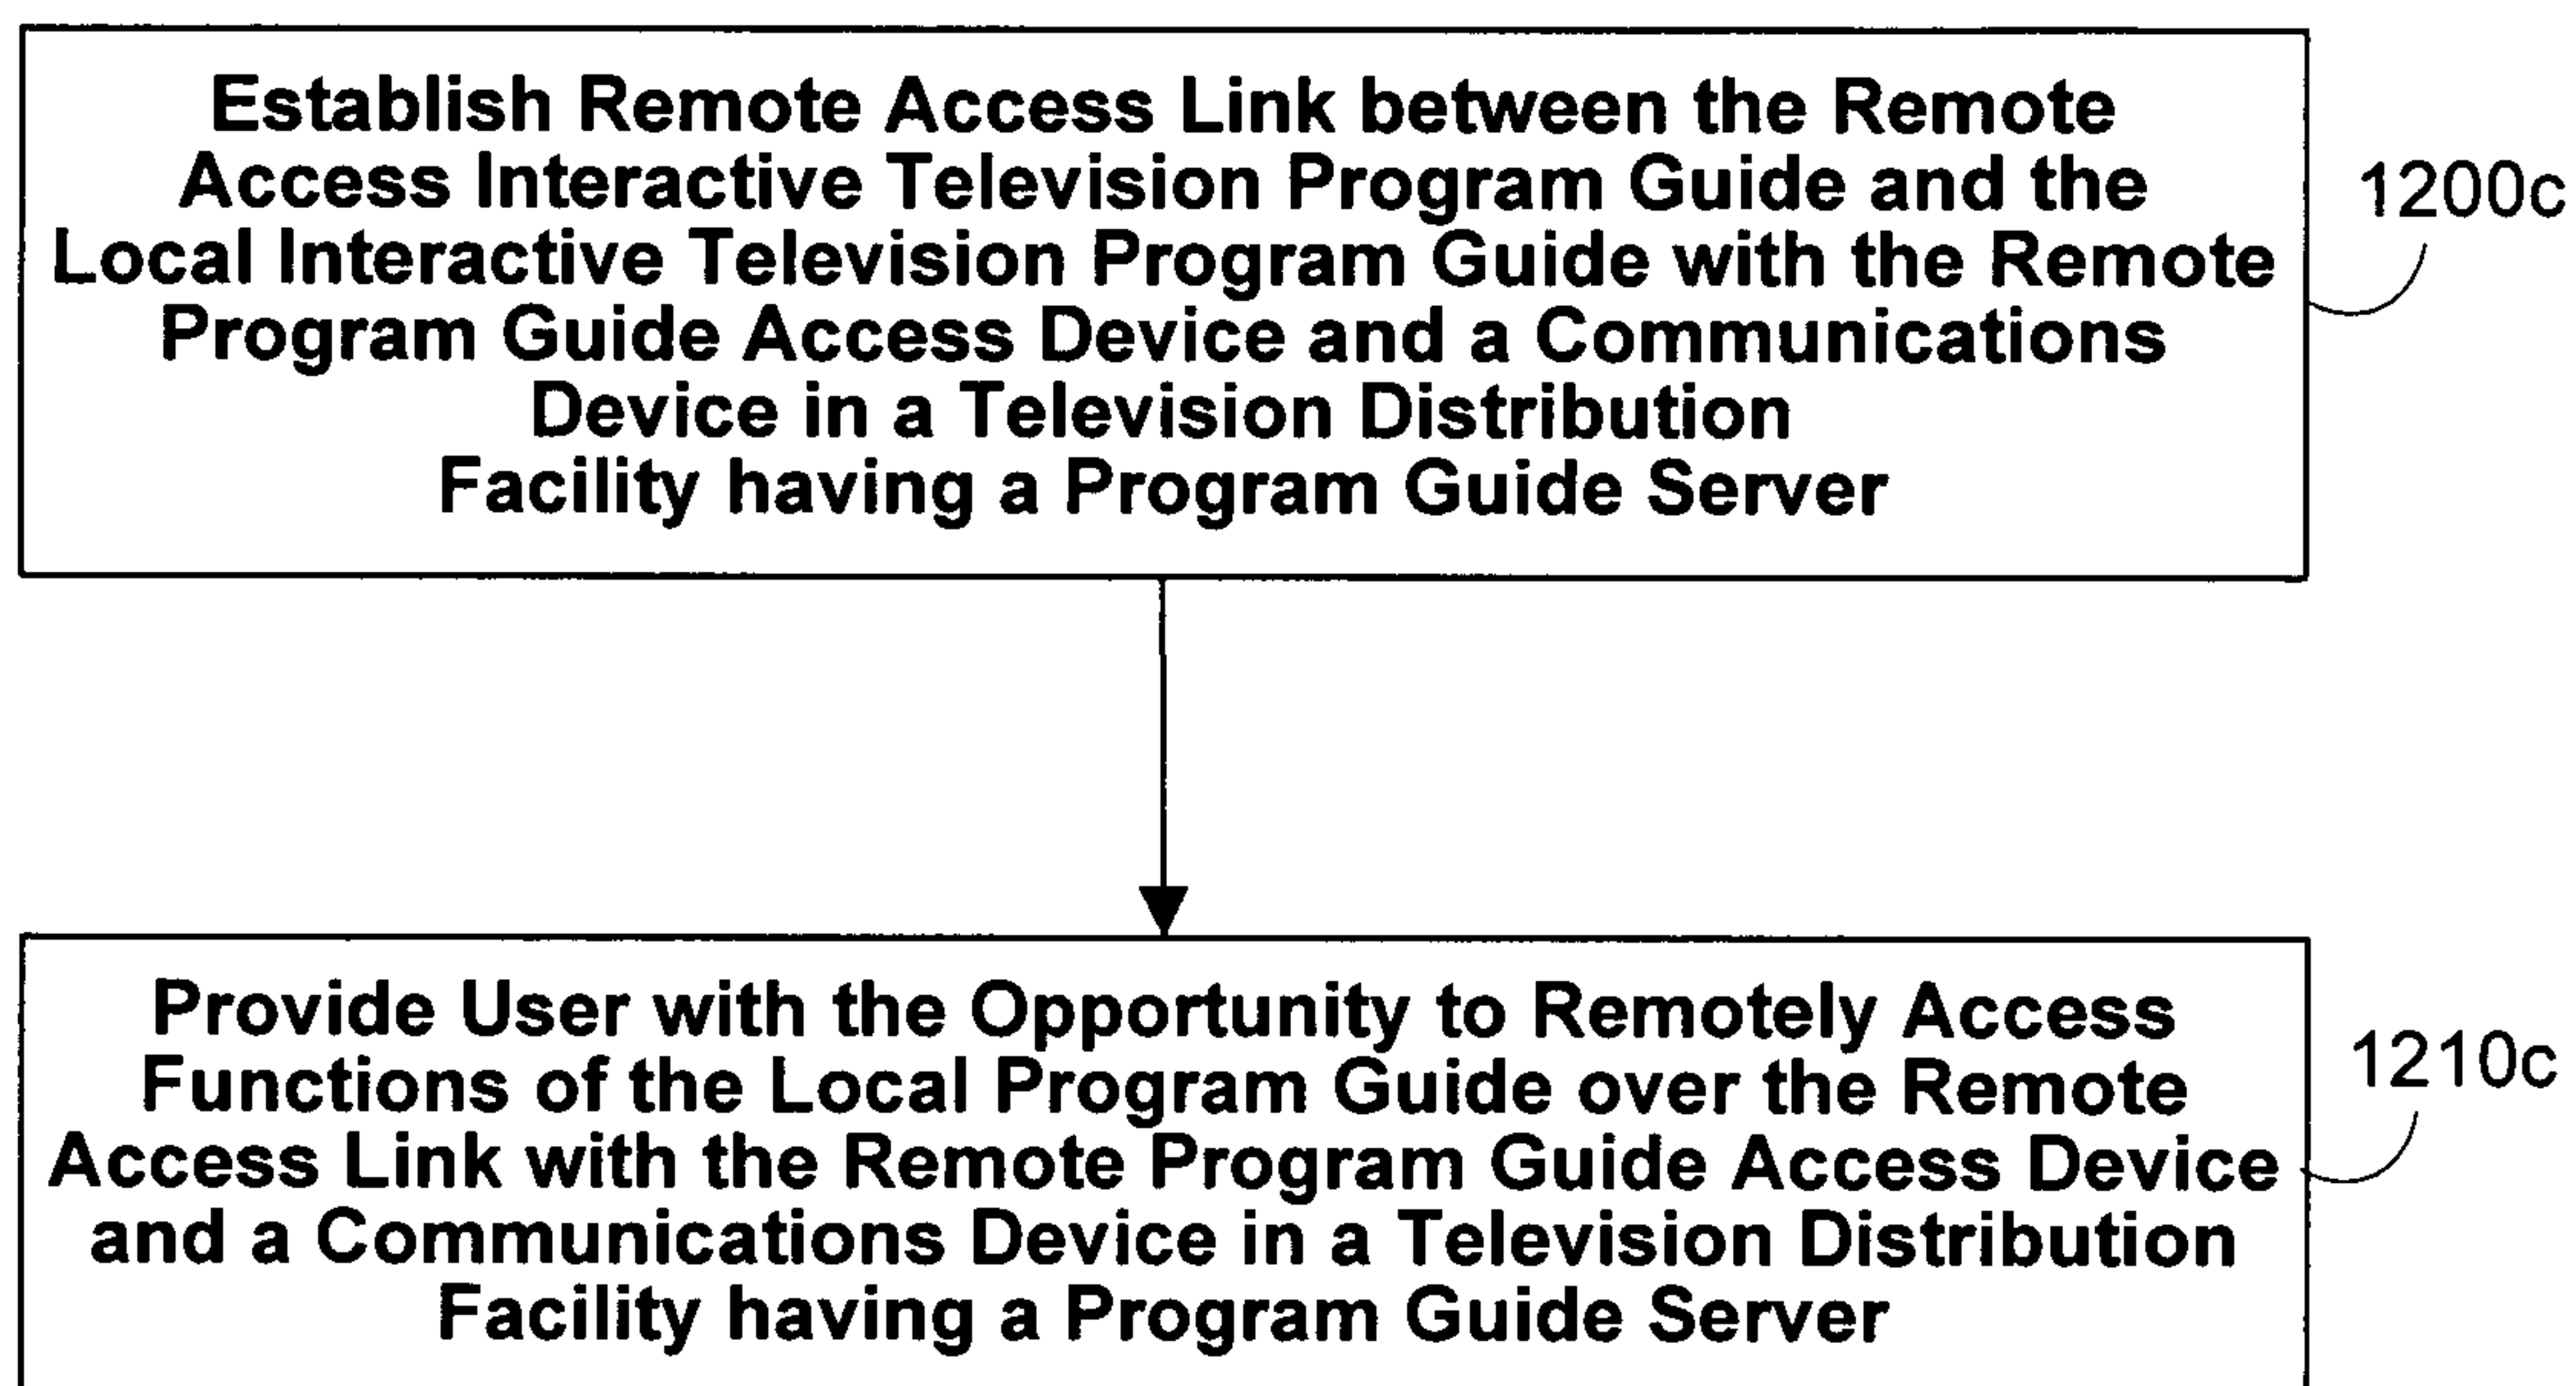 Establish Remote Access Link between the Remote
Access Interactive Television Program Guide and the
Local Interactive Television Program Guide with the Remote
Program Guide Access Device and a Communications
Device in a Television Distribution
Facility having a Program Guide Server
1200c
Provide User with the Opportunity to Remotely Access
Functions of the Local Program Guide over the Remote
Access Link with the Remote Program Guide Access Device
and a Communications Device in a Television Distribution
Facility having a Program Guide Server
1210c